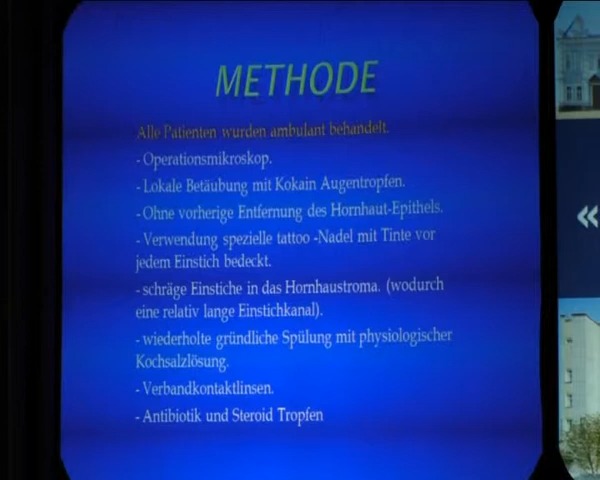 METHODE
Alle Patienten wurden ambulant behandelt.
- Operationsmikroskop.
- Lokale Betäubung mit Kokain Augentropfen.
- Ohne vorherige Entfernung des Hornhaut-Epithels.
- Verwendung spezielle tattoo -Nadel mit Tinte vor
jedem Einstich bedeckt.
- schräge Einstiche in das Hornhaustroma. (wodurch
eine relativ lange Einstichkanal).
- wiederholte gründliche Spülung mit physiologischer
Kochsalzlösung.
- Verbandkontaktlinsen.
- Antibiotik und Steroid Tropfen
«